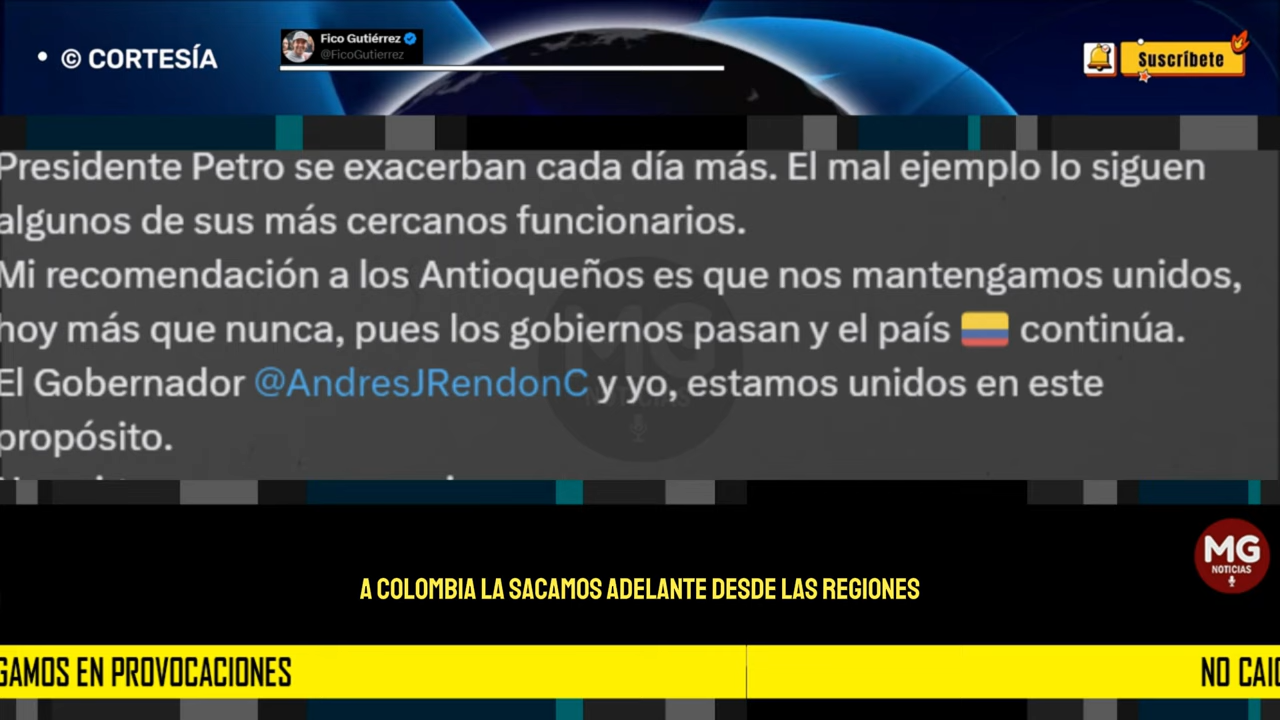 • © CORTESÍA
Fico Gutiérrez
@FicoGutierrez
Suscríbete
Presidente Petro se exacerban cada día más. El mal ejemplo lo siguen
algunos de sus más cercanos funcionarios.
Mi recomendación a los Antioqueños es que nos mantengamos unidos,
hoy más que nunca, pues los gobiernos pasan y el país 🇨🇴 continúa.
El Gobernador @AndresJRendonC y yo, estamos unidos en este
propósito.
MG
NOTICIAS
A COLOMBIA LA SACAMOS ADELANTE DESDE LAS REGIONES
GAMOS EN PROVOCACIONES
NO CAIG